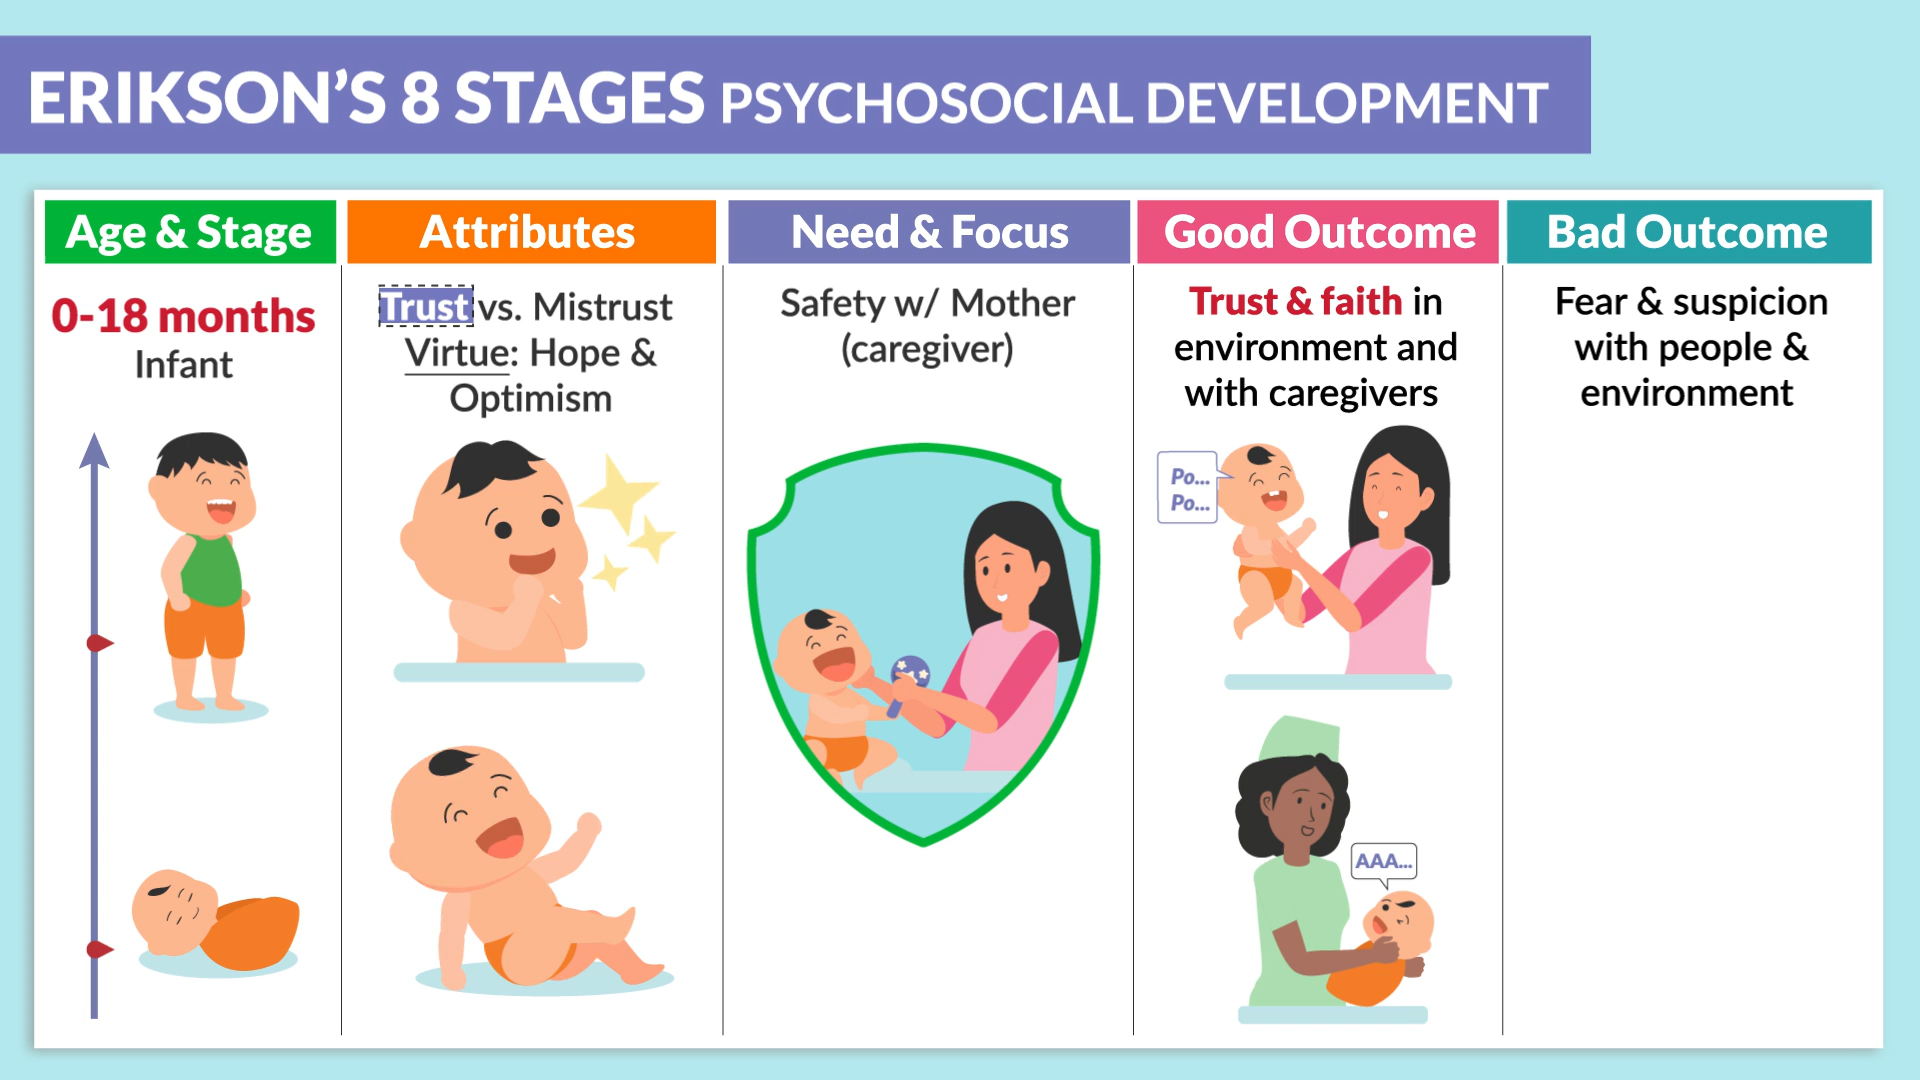 ERIKSON’S 8 STAGES PSYCHOSOCIAL DEVELOPMENT
Age & Stage
0-18 months
Infant
Attributes
Trust vs. Mistrust
Virtue: Hope &
Optimism
Need & Focus
Safety w/ Mother
(caregiver)
Good Outcome
Trust & faith in
environment and
with caregivers
Po...
Po...
AAA...
Bad Outcome
Fear & suspicion
with people &
environment